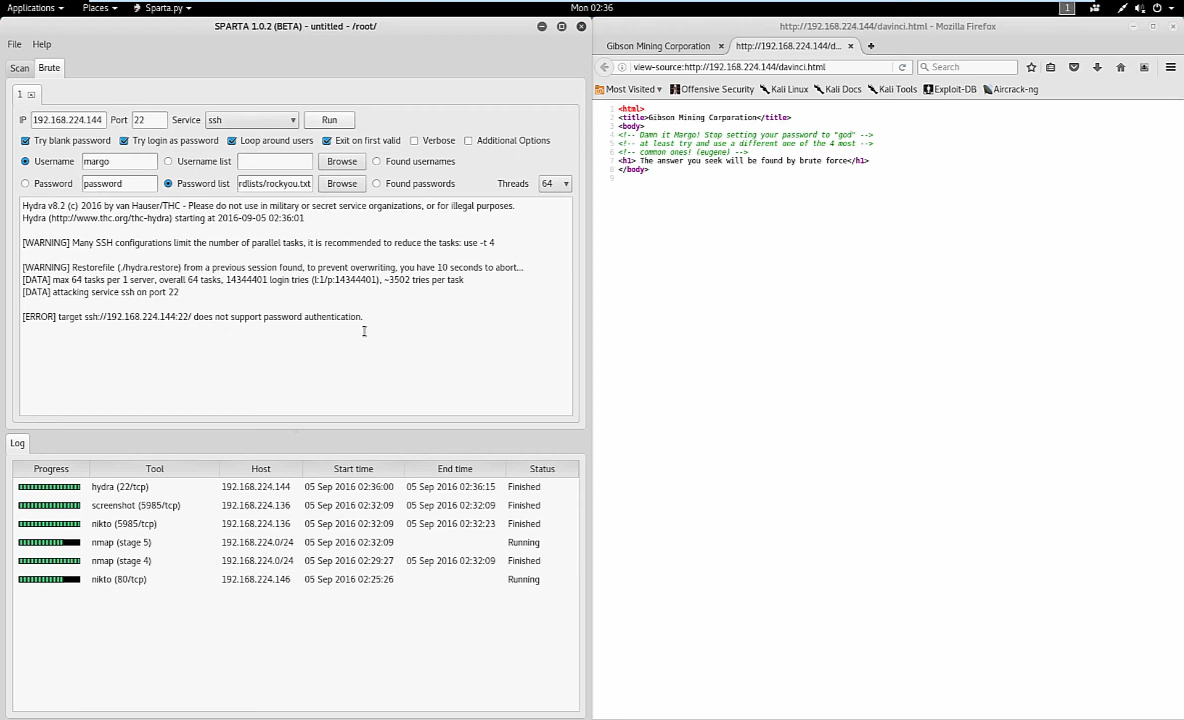 Applications ▾ Places ▾ Sparta.py ▾ Mon 02:36 1
SPARTA 1.0.2 (BETA) - untitled - /root/
File Help
Scan Brute
1
IP 192.168.224.144 Port 22 Service ssh Run
Try blank password Try login as password Loop around users Exit on first valid Verbose Additional Options
Username margo Username list Browse Found usernames
Password password Password list rdlists/rockyou.txt Browse Found passwords Threads 64
Hydra v8.2 (c) 2016 by van Hauser/THC - Please do not use in military or secret service organizations, or for illegal purposes.
Hydra (http://www.thc.org/thc-hydra) starting at 2016-09-05 02:36:01
[WARNING] Many SSH configurations limit the number of parallel tasks, it is recommended to reduce the tasks: use -t 4
[WARNING] Restorefile (./hydra.restore) from a previous session found, to prevent overwriting, you have 10 seconds to abort...
[DATA] max 64 tasks per 1 server, overall 64 tasks, 14344401 login tries (l:1/p:14344401), ~3502 tries per task
[DATA] attacking service ssh on port 22
[ERROR] target ssh://192.168.224.144:22/ does not support password authentication.
Log
Progress Tool Host Start time End time Status
hydra (22/tcp) 192.168.224.144 05 Sep 2016 02:36:00 05 Sep 2016 02:36:15 Finished
screenshot (5985/tcp) 192.168.224.136 05 Sep 2016 02:32:09 05 Sep 2016 02:32:09 Finished
nikto (5985/tcp) 192.168.224.136 05 Sep 2016 02:32:09 05 Sep 2016 02:32:23 Finished
nmap (stage 5) 192.168.224.0/24 05 Sep 2016 02:32:09 Running
nmap (stage 4) 192.168.224.0/24 05 Sep 2016 02:29:27 05 Sep 2016 02:32:09 Finished
nikto (80/tcp) 192.168.224.146 05 Sep 2016 02:25:26 Running
http://192.168.224.144/davinci.html - Mozilla Firefox
Gibson Mining Corporation × http://192.168.224.144/d... ×
view-source:http://192.168.224.144/davinci.html Search
Most Visited ▾ Offensive Security Kali Linux Kali Docs Kali Tools Exploit-DB Aircrack-ng
1 <html>
2 <title>Gibson Mining Corporation</title>
3 <body>
4 <!-- Damn it Margo! Stop setting your password to "god" -->
5 <!-- at least try and use a different one of the 4 most -->
6 <!-- common ones! (eugene) -->
7 <h1> The answer you seek will be found by brute force</h1>
8 </body>
9